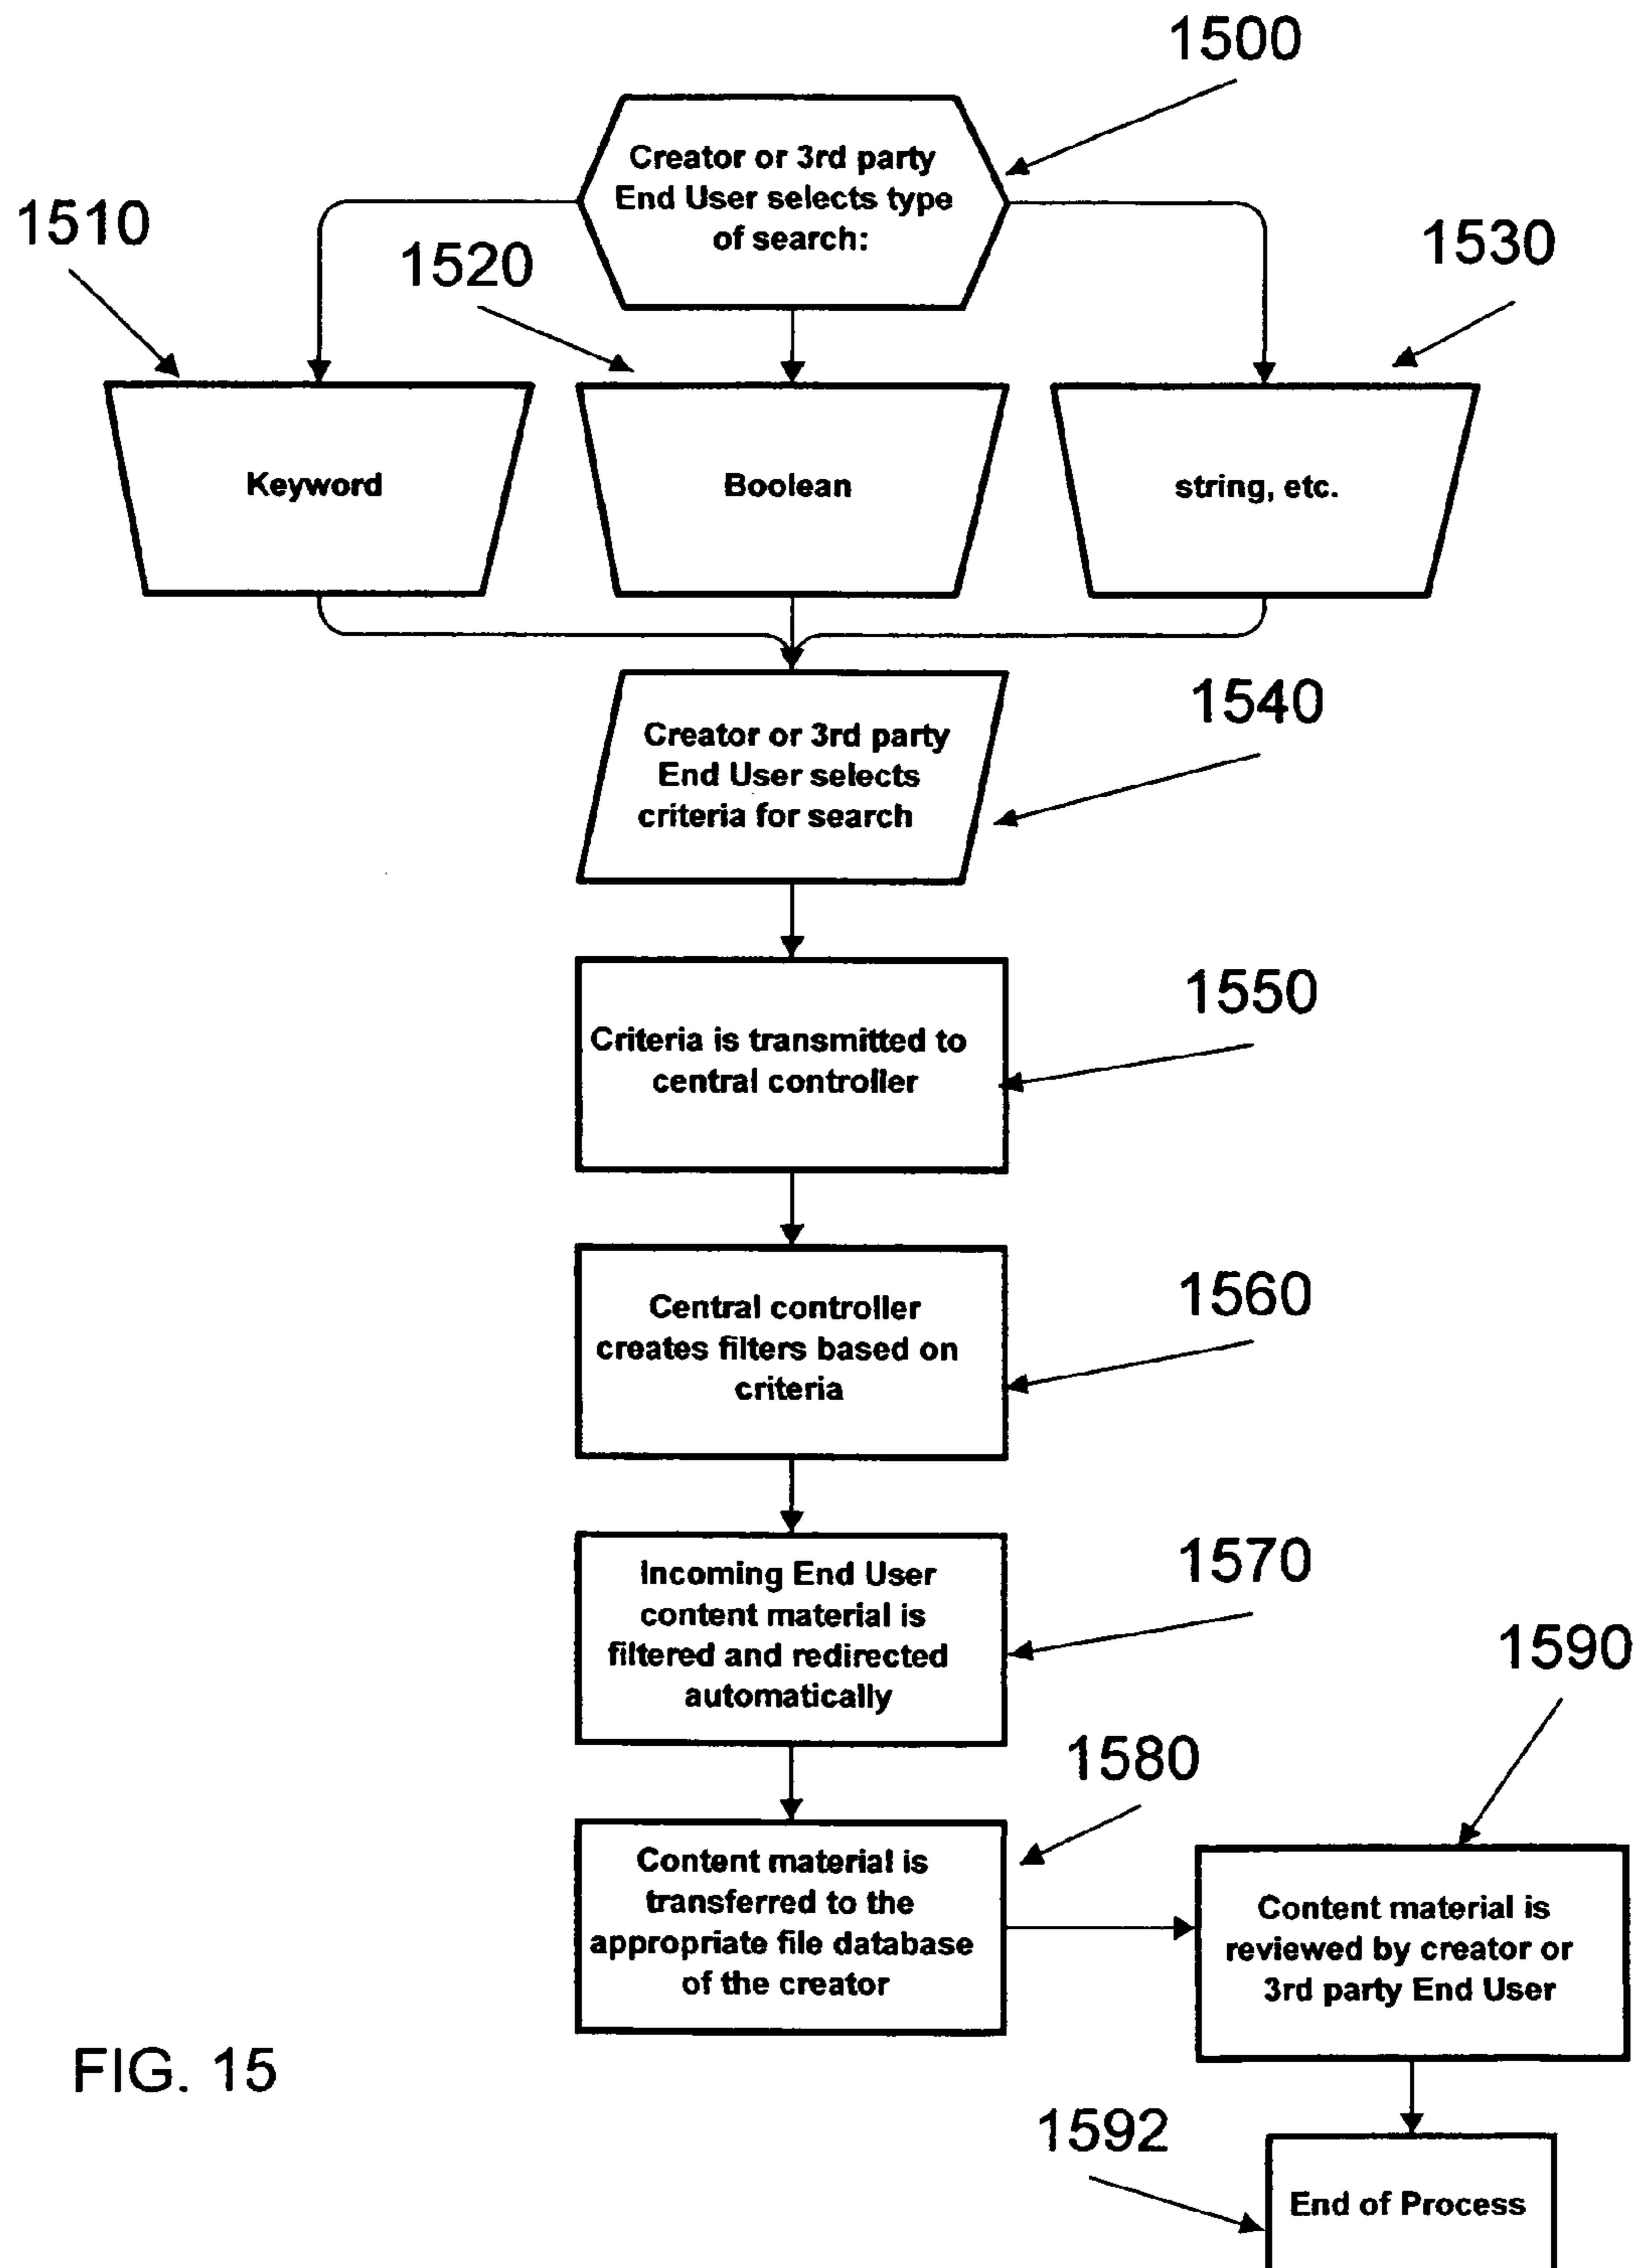 1500
Creator or 3rd party
End User selects type
of search:
1510
1520
1530
Keyword
Boolean
string, etc.
Creator or 3rd party
End User selects
criteria for search
1540
Criteria is transmitted to
central controller
1550
Central controller
creates filters based on
criteria
1560
Incoming End User
content material is
filtered and redirected
automatically
1570
Content material is
transferred to the
appropriate file database
of the creator
1580
1590
Content material is
reviewed by creator or
3rd party End User
1592
End of Process
FIG. 15